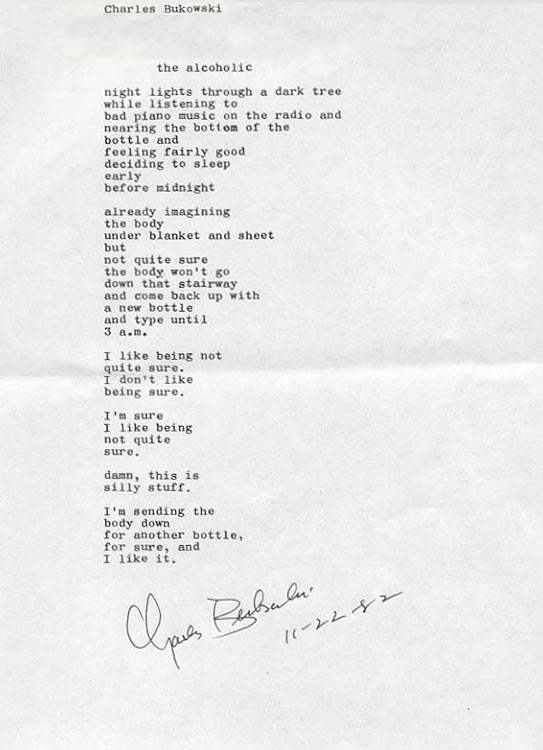 Charles Bukowski
the alcoholic
night lights through a dark tree
while listening to
bad piano music on the radio and
nearing the bottom of the
bottle and
feeling fairly good
deciding to sleep
early
before midnight
already imagining
the body
under blanket and sheet
but
not quite sure
the body won't go
down that stairway
and come back up with
a new bottle
and type until
3 a.m.
I like being not
quite sure.
I don't like
being sure.
I'm sure
I like being
not quite
sure.
damn, this is
silly stuff.
I'm sending the
body down
for another bottle,
for sure, and
I like it.
Charles Bukowski
11-22-82